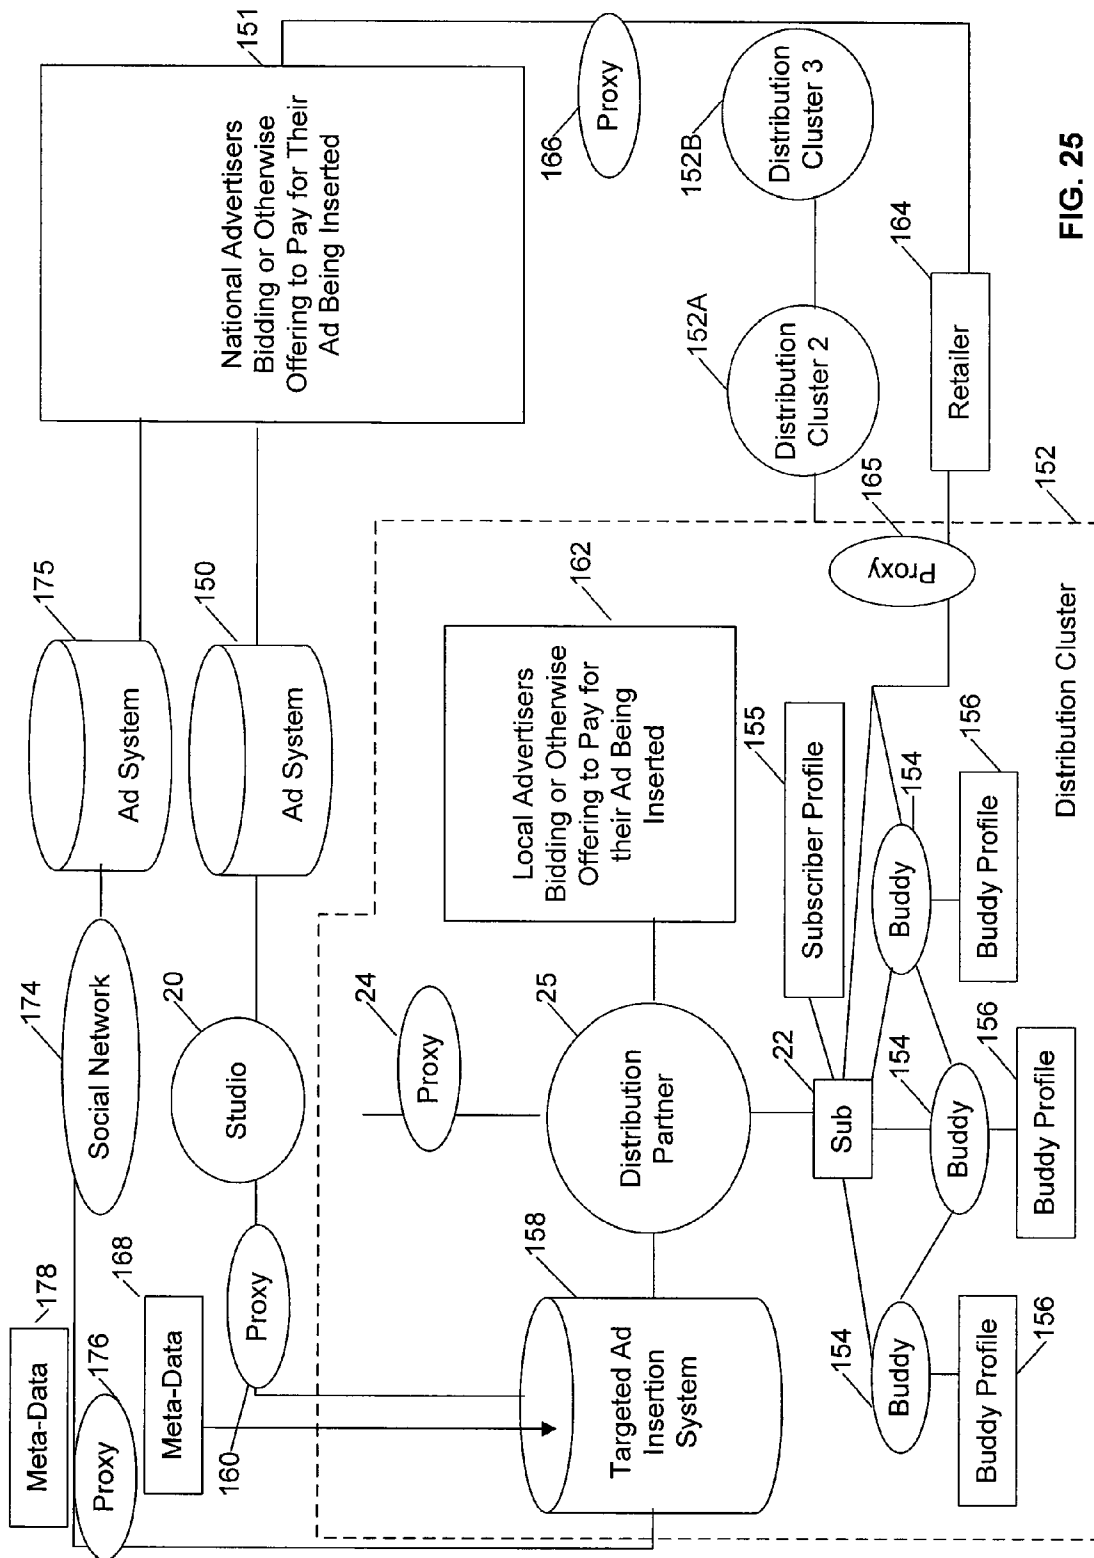 178
Meta-Data
176
Proxy
168
Meta-Data
160
Proxy
174
Social Network
20
Studio
175
Ad System
150
Ad System
151
National Advertisers
Bidding or Otherwise
Offering to Pay for Their
Ad Being Inserted
166
Proxy
158
Targeted Ad
Insertion
System
24
Proxy
25
Distribution
Partner
162
Local Advertisers
Bidding or Otherwise
Offering to Pay for
their Ad Being
Inserted
152A
Distribution
Cluster 2
152B
Distribution
Cluster 3
22
Sub
155
Subscriber Profile
165
Proxy
164
Retailer
154
Buddy
154
Buddy
154
Buddy
156
Buddy Profile
156
Buddy Profile
156
Buddy Profile
152
Distribution Cluster
FIG. 25